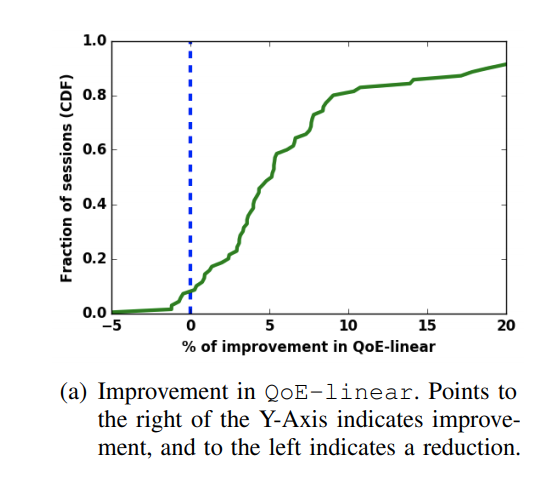 1.0
0.8
0.6
0.4
0.2
0.0
Fraction of sessions (CDF)
−5 0 5 10 15 20
% of improvement in QoE-linear
(a) Improvement in QoE-linear. Points to
the right of the Y-Axis indicates improve-
ment, and to the left indicates a reduction.